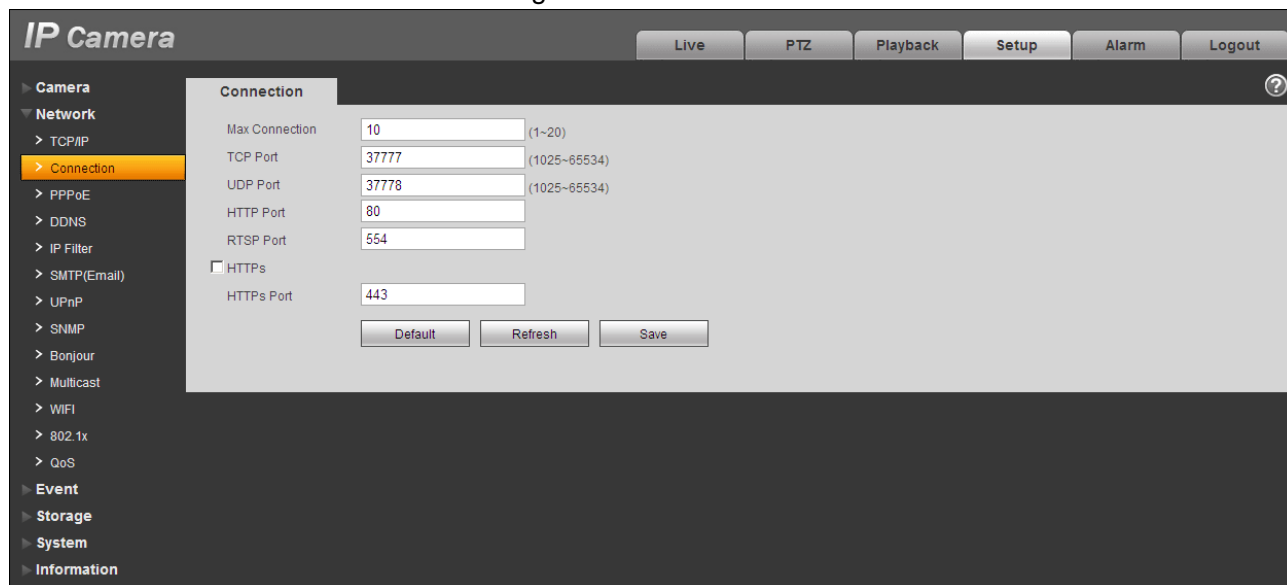 IP Camera
Live PTZ Playback Setup Alarm Logout
Camera
Network
> TCP/IP
> Connection
> PPPoE
> DDNS
> IP Filter
> SMTP(Email)
> UPnP
> SNMP
> Bonjour
> Multicast
> WIFI
> 802.1x
> QoS
Event
Storage
System
Information
Connection
?
Max Connection 10 (1~20)
TCP Port 37777 (1025~65534)
UDP Port 37778 (1025~65534)
HTTP Port 80
RTSP Port 554
HTTPs
HTTPs Port 443
Default Refresh Save